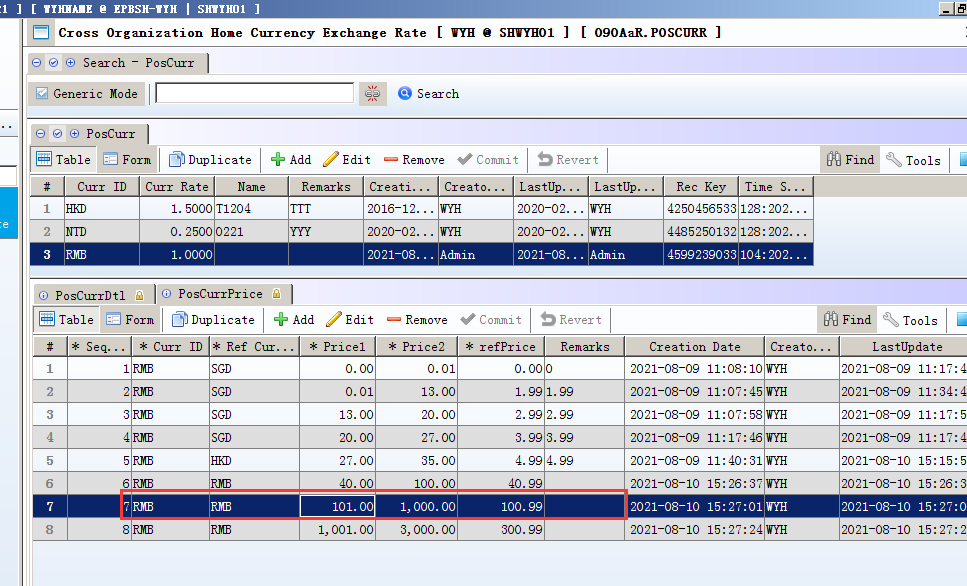 1 ] [ WYHNAME @ EPBSH-WYH | SHWYHO1 ]
Cross Organization Home Currency Exchange Rate [ WYH @ SHWYHO1 ] [ O9OAaR.POSCURR ]
Search - PosCurr
Generic Mode Search
..
PosCurr
Table Form Duplicate Add Edit Remove Commit Revert Find Tools
# Curr ID Curr Rate Name Remarks Creati... Creato... LastUp... LastUp... Rec Key Time S...
1 HKD 1.5000 T1204 TTT 2016-12... WYH 2020-02... WYH 4250456533 128:202...
2 NTD 0.2500 0221 YYY 2020-02... WYH 2020-02... WYH 4485250132 128:202...
te
3 RMB 1.0000 2021-08... Admin 2021-08... Admin 4599239033 104:202...
PosCurrDtl PosCurrPrice
Table Form Duplicate Add Edit Remove Commit Revert Find Tools
# * Seq... * Curr ID * Ref Cur... * Price1 * Price2 * refPrice Remarks Creation Date Creato... LastUpdate
1 1 RMB SGD 0.00 0.01 0.00 0 2021-08-09 11:08:10 WYH 2021-08-09 11:17:4
2 2 RMB SGD 0.01 13.00 1.99 1.99 2021-08-09 11:07:45 WYH 2021-08-09 11:34:4
3 3 RMB SGD 13.00 20.00 2.99 2.99 2021-08-09 11:07:58 WYH 2021-08-09 11:17:5
4 4 RMB SGD 20.00 27.00 3.99 3.99 2021-08-09 11:17:46 WYH 2021-08-09 11:17:4
5 5 RMB HKD 27.00 35.00 4.99 4.99 2021-08-09 11:40:31 WYH 2021-08-10 15:15:5
6 6 RMB RMB 40.00 100.00 40.99 2021-08-10 15:26:37 WYH 2021-08-10 15:26:3
7 7 RMB RMB 101.00 1,000.00 100.99 2021-08-10 15:27:01 WYH 2021-08-10 15:27:0
8 8 RMB RMB 1,001.00 3,000.00 300.99 2021-08-10 15:27:24 WYH 2021-08-10 15:27:2